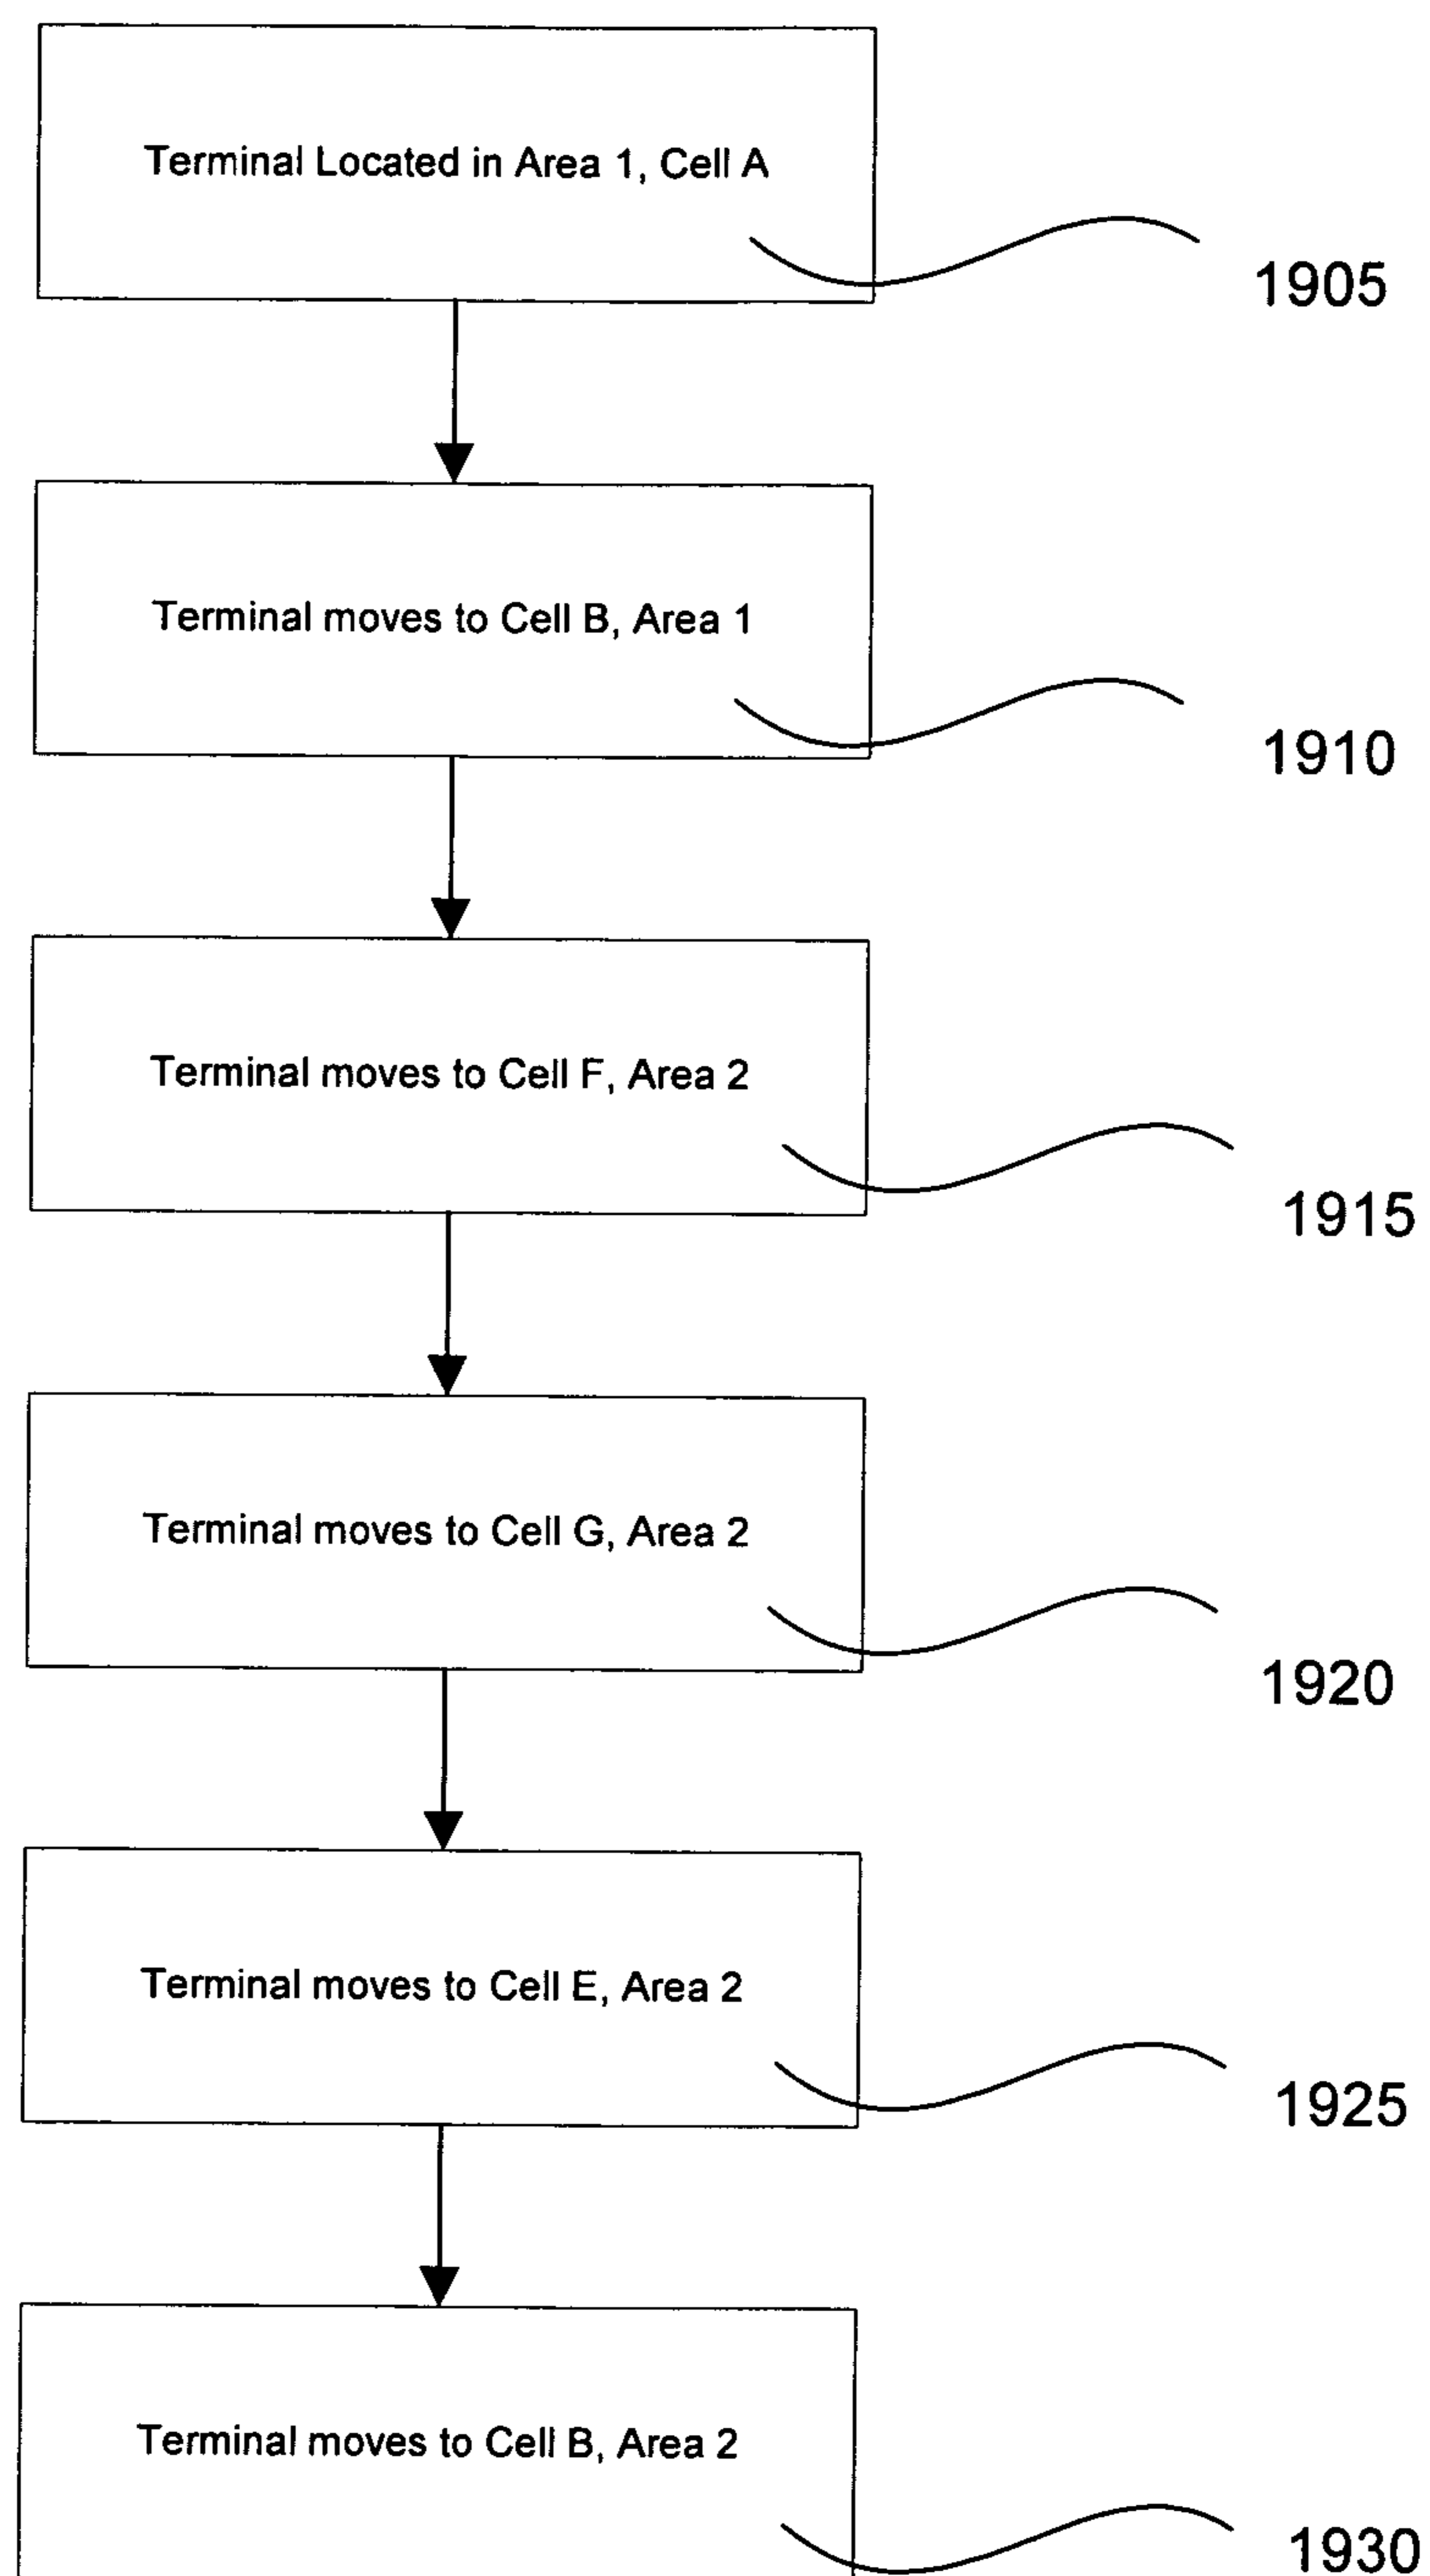 Terminal Located in Area 1, Cell A
1905
Terminal moves to Cell B, Area 1
1910
Terminal moves to Cell F, Area 2
1915
Terminal moves to Cell G, Area 2
1920
Terminal moves to Cell E, Area 2
1925
Terminal moves to Cell B, Area 2
1930